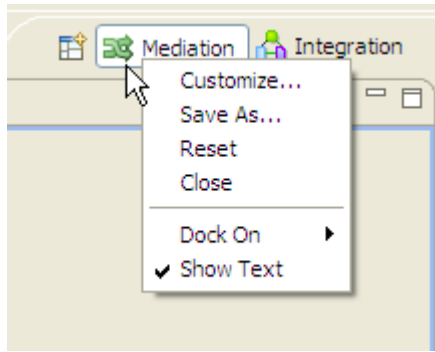 Mediation Integration
Customize...
Save As...
Reset
Close
Dock On
Show Text